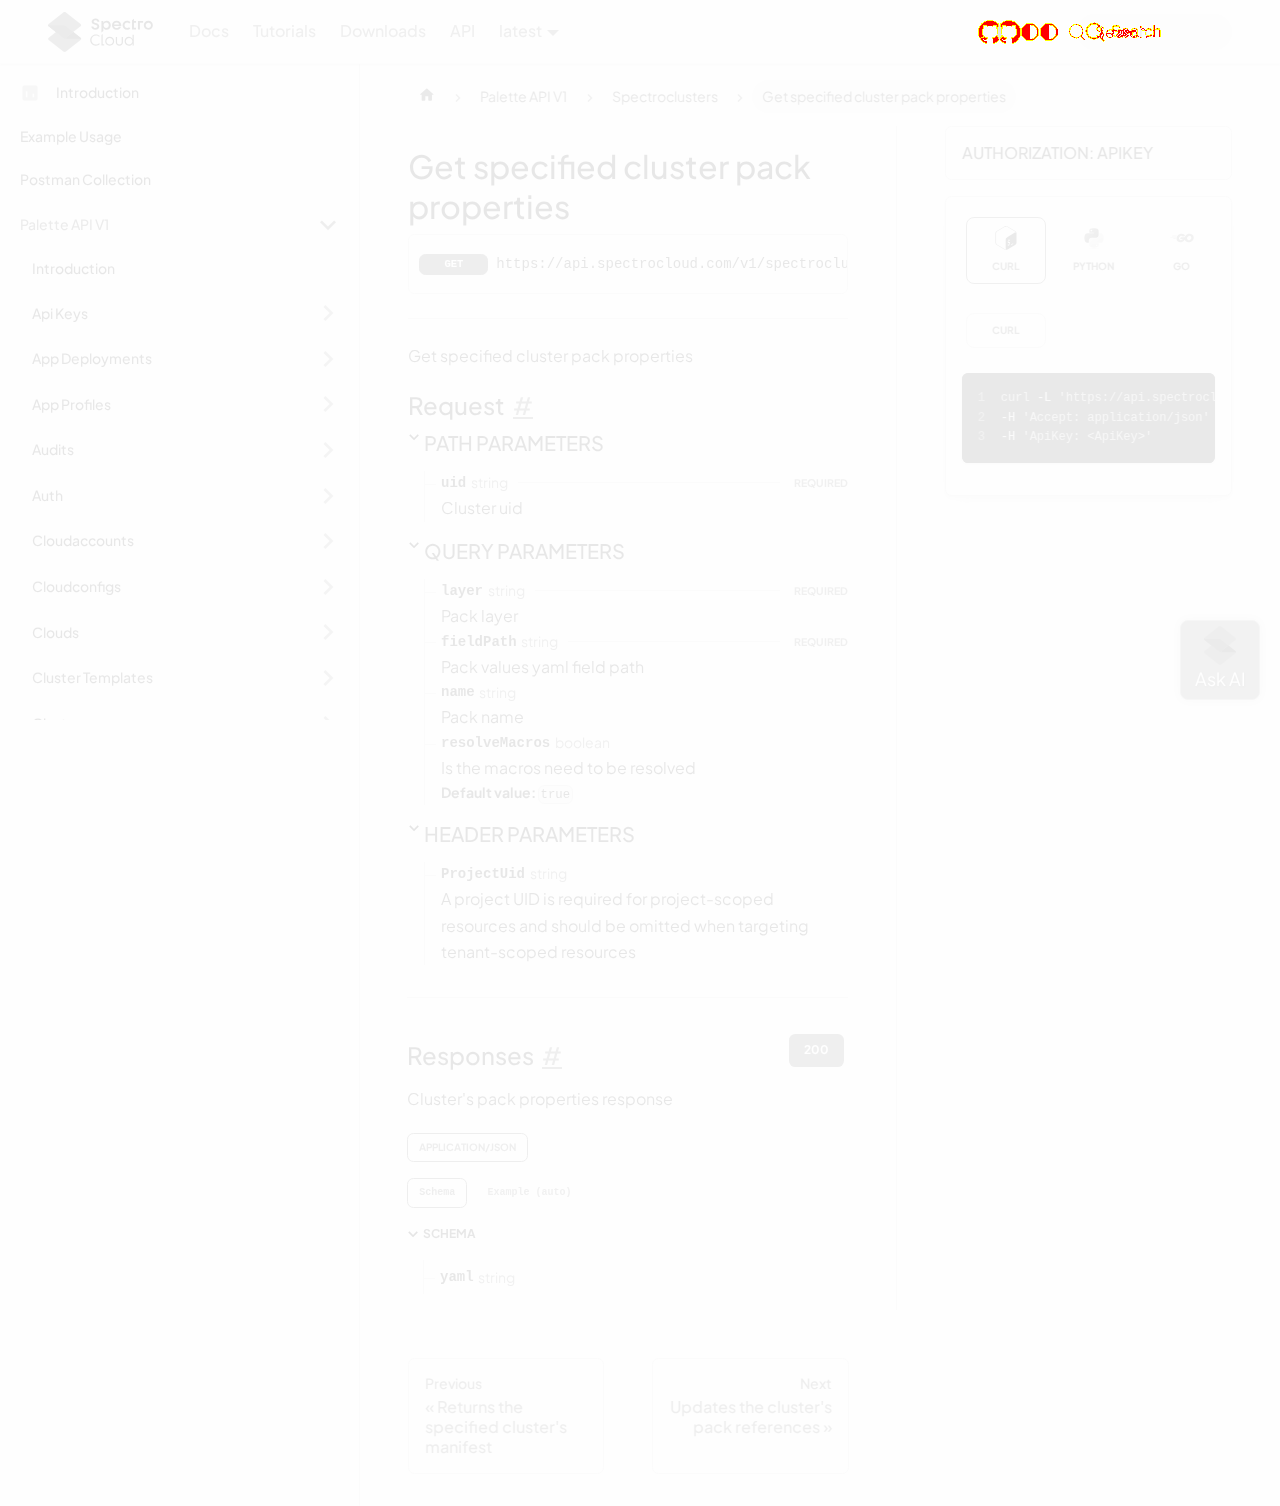 Spectro Cloud
Docs Tutorials Downloads API latest
Introduction
Example Usage
Postman Collection
Palette API V1
Introduction
Api Keys
App Deployments
App Profiles
Audits
Auth
Cloudaccounts
Cloudconfigs
Clouds
Cluster Templates
Palette API V1 Spectroclusters Get specified cluster pack properties
Get specified cluster pack
properties
GET https://api.spectrocloud.com/v1/spectroclu
Get specified cluster pack properties
Request #
PATH PARAMETERS
uid string REQUIRED
Cluster uid
QUERY PARAMETERS
layer string REQUIRED
Pack layer
fieldPath string REQUIRED
Pack values yaml field path
name string
Pack name
resolveMacros boolean
Is the macros need to be resolved
Default value: true
HEADER PARAMETERS
ProjectUid string
A project UID is required for project-scoped
resources and should be omitted when targeting
tenant-scoped resources
Responses # 200
Cluster's pack properties response
APPLICATION/JSON
Schema Example (auto)
SCHEMA
yaml string
Previous
« Returns the
specified cluster's
manifest
Next
Updates the cluster's
pack references »
AUTHORIZATION: APIKEY
CURL PYTHON GO
CURL
1 curl -L 'https://api.spectrocl
2 -H 'Accept: application/json'
3 -H 'ApiKey: <ApiKey>'
Ask AI